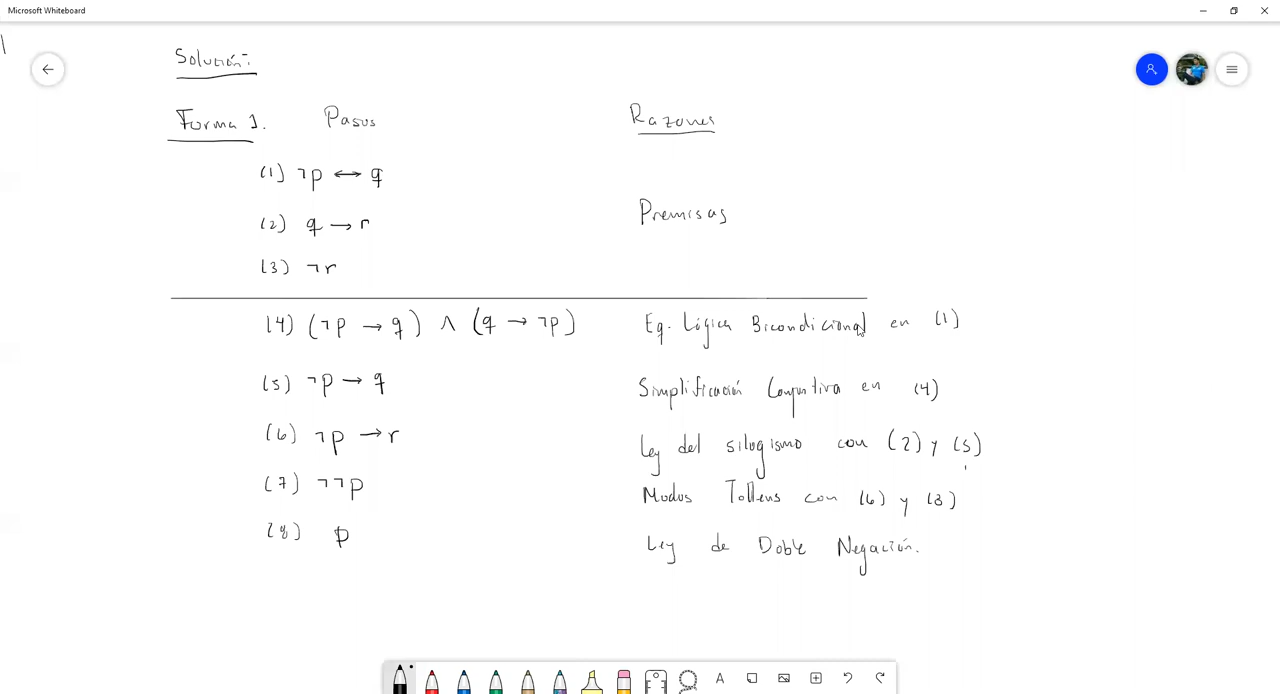 Microsoft Whiteboard
Solución:
Forma 1. Pasos Razones
(1) ¬p ↔ q
(2) q → r Premisas
(3) ¬r
(4) (¬p → q) ∧ (q → ¬p) Eq. Lógica Bicondicional en (1)
(5) ¬p → q Simplificación Conjuntiva en (4)
(6) ¬p → r Ley del silogismo con (2) y (5)
(7) ¬¬p Modus Tollens con (6) y (3)
(8) p Ley de Doble Negación.